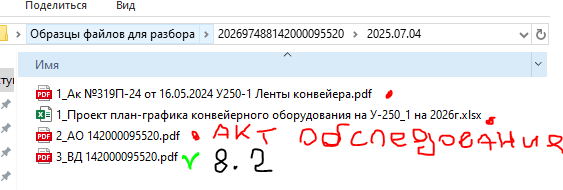 Поделиться
Вид
Образцы файлов для разбора > 202697488142000095520 > 2025.07.04
Имя
1_Ак №319П-24 от 16.05.2024 У250-1 Ленты конвейера.pdf
1_Проект план-графика конвейерного оборудования на У-250_1 на 2026г.xlsx
2_АО 142000095520.pdf АКТ ОБСЛЕДОВАНИЯ
3_ВД 142000095520.pdf 8.2